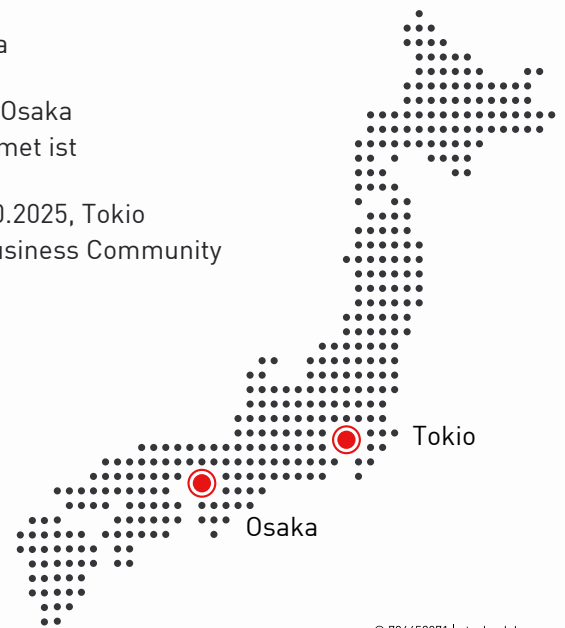 a
Osaka
met ist
0.2025, Tokio
usiness Community
Tokio
Osaka